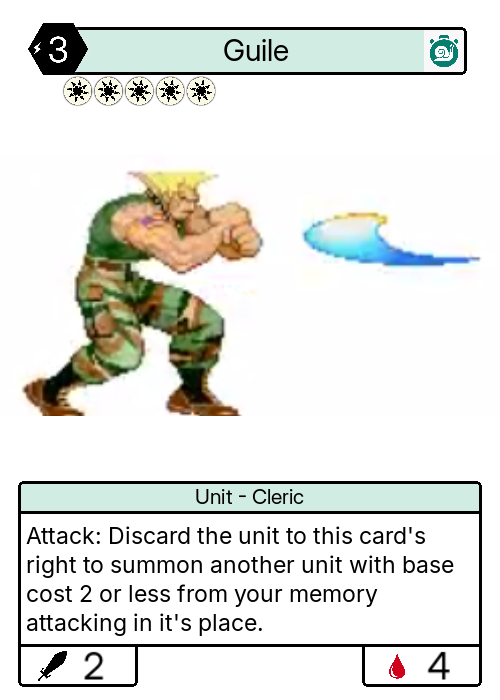 3
Guile
Unit - Cleric
Attack: Discard the unit to this card's
right to summon another unit with base
cost 2 or less from your memory
attacking in it's place.
2
4